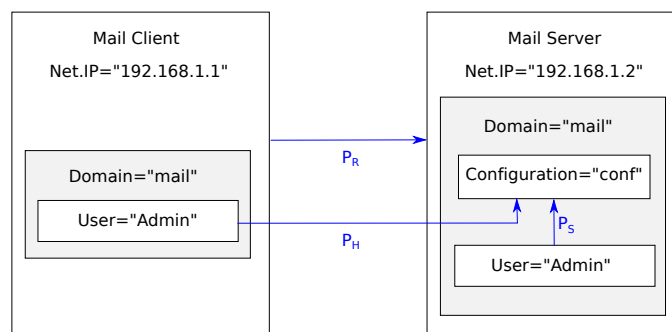 Mail Client
Net.IP="192.168.1.1"
Domain="mail"
User="Admin"
P_R
P_H
Mail Server
Net.IP="192.168.1.2"
Domain="mail"
Configuration="conf"
P_S
User="Admin"